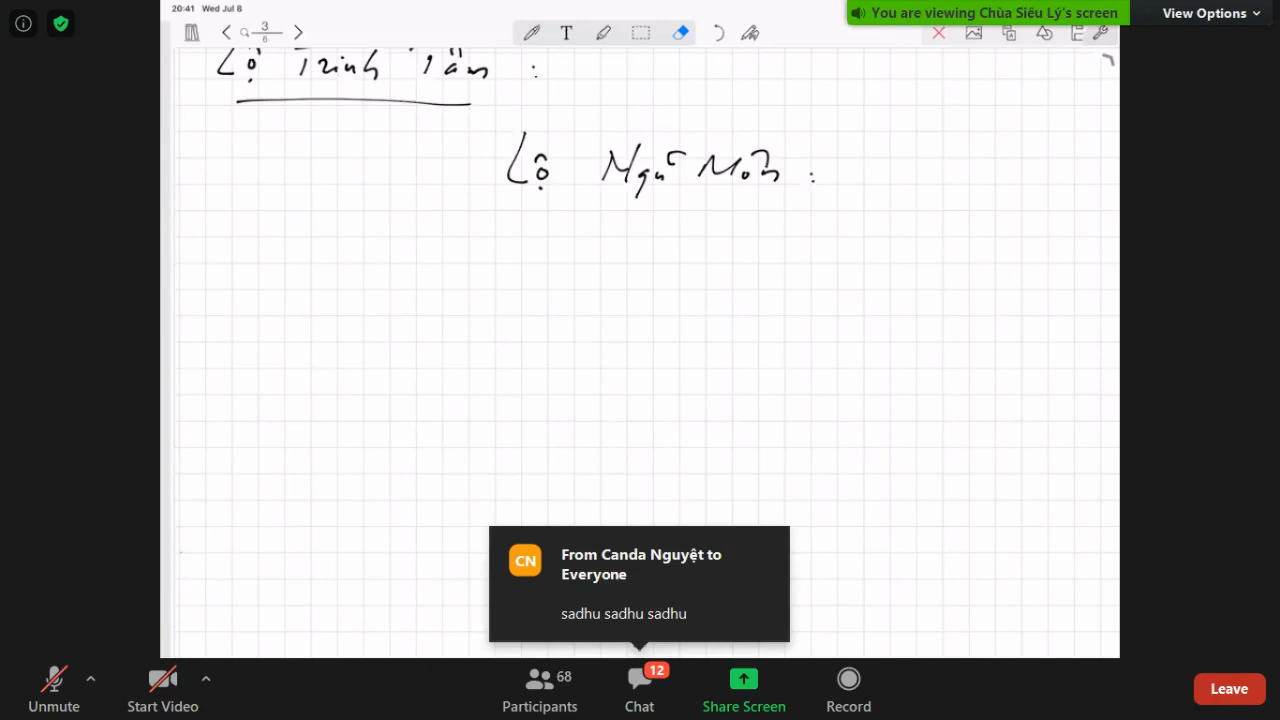 20:41 Wed Jul 8
You are viewing Chùa Siêu Lý's screen
View Options
3
6
T
Lộ Trình Tâm :
Lộ Ngũ Môn :
CN
From Canda Nguyệt to
Everyone
sadhu sadhu sadhu
Unmute
Start Video
68
Participants
12
Chat
Share Screen
Record
Leave